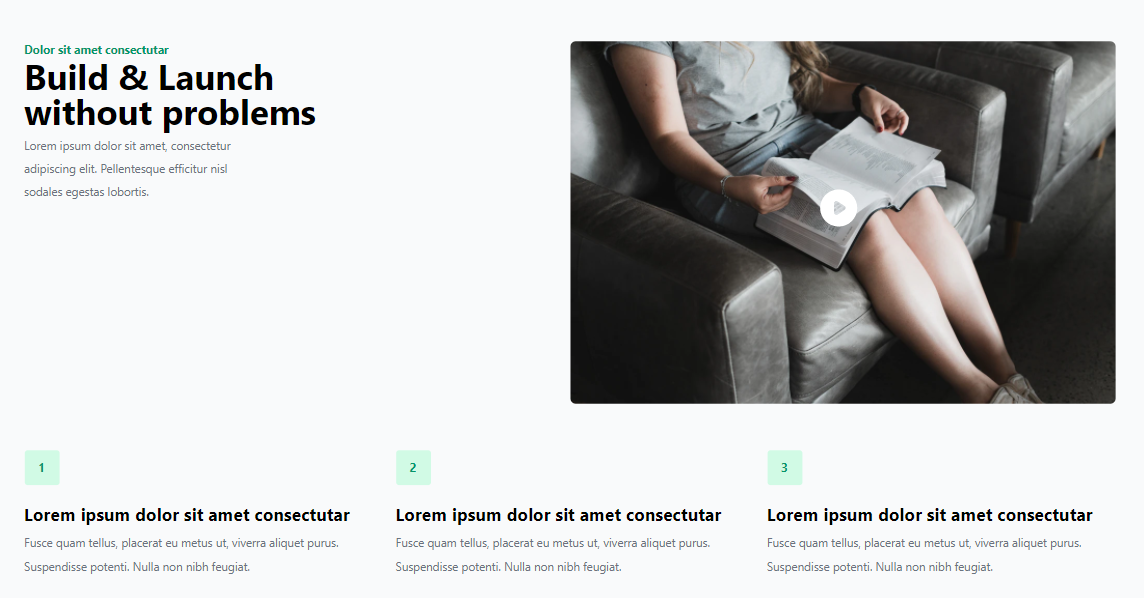 Dolor sit amet consectutar
Build & Launch
without problems
Lorem ipsum dolor sit amet, consectetur
adipiscing elit. Pellentesque efficitur nisl
sodales egestas lobortis.
1
Lorem ipsum dolor sit amet consectutar
Fusce quam tellus, placerat eu metus ut, viverra aliquet purus.
Suspendisse potenti. Nulla non nibh feugiat.
2
Lorem ipsum dolor sit amet consectutar
Fusce quam tellus, placerat eu metus ut, viverra aliquet purus.
Suspendisse potenti. Nulla non nibh feugiat.
3
Lorem ipsum dolor sit amet consectutar
Fusce quam tellus, placerat eu metus ut, viverra aliquet purus.
Suspendisse potenti. Nulla non nibh feugiat.